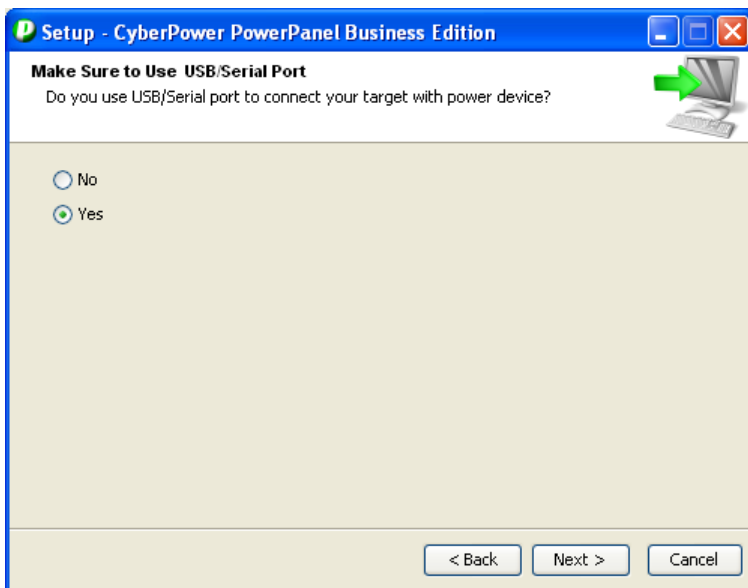 Setup - CyberPower PowerPanel Business Edition
Make Sure to Use USB/Serial Port
Do you use USB/Serial port to connect your target with power device?
No
Yes
< Back Next > Cancel